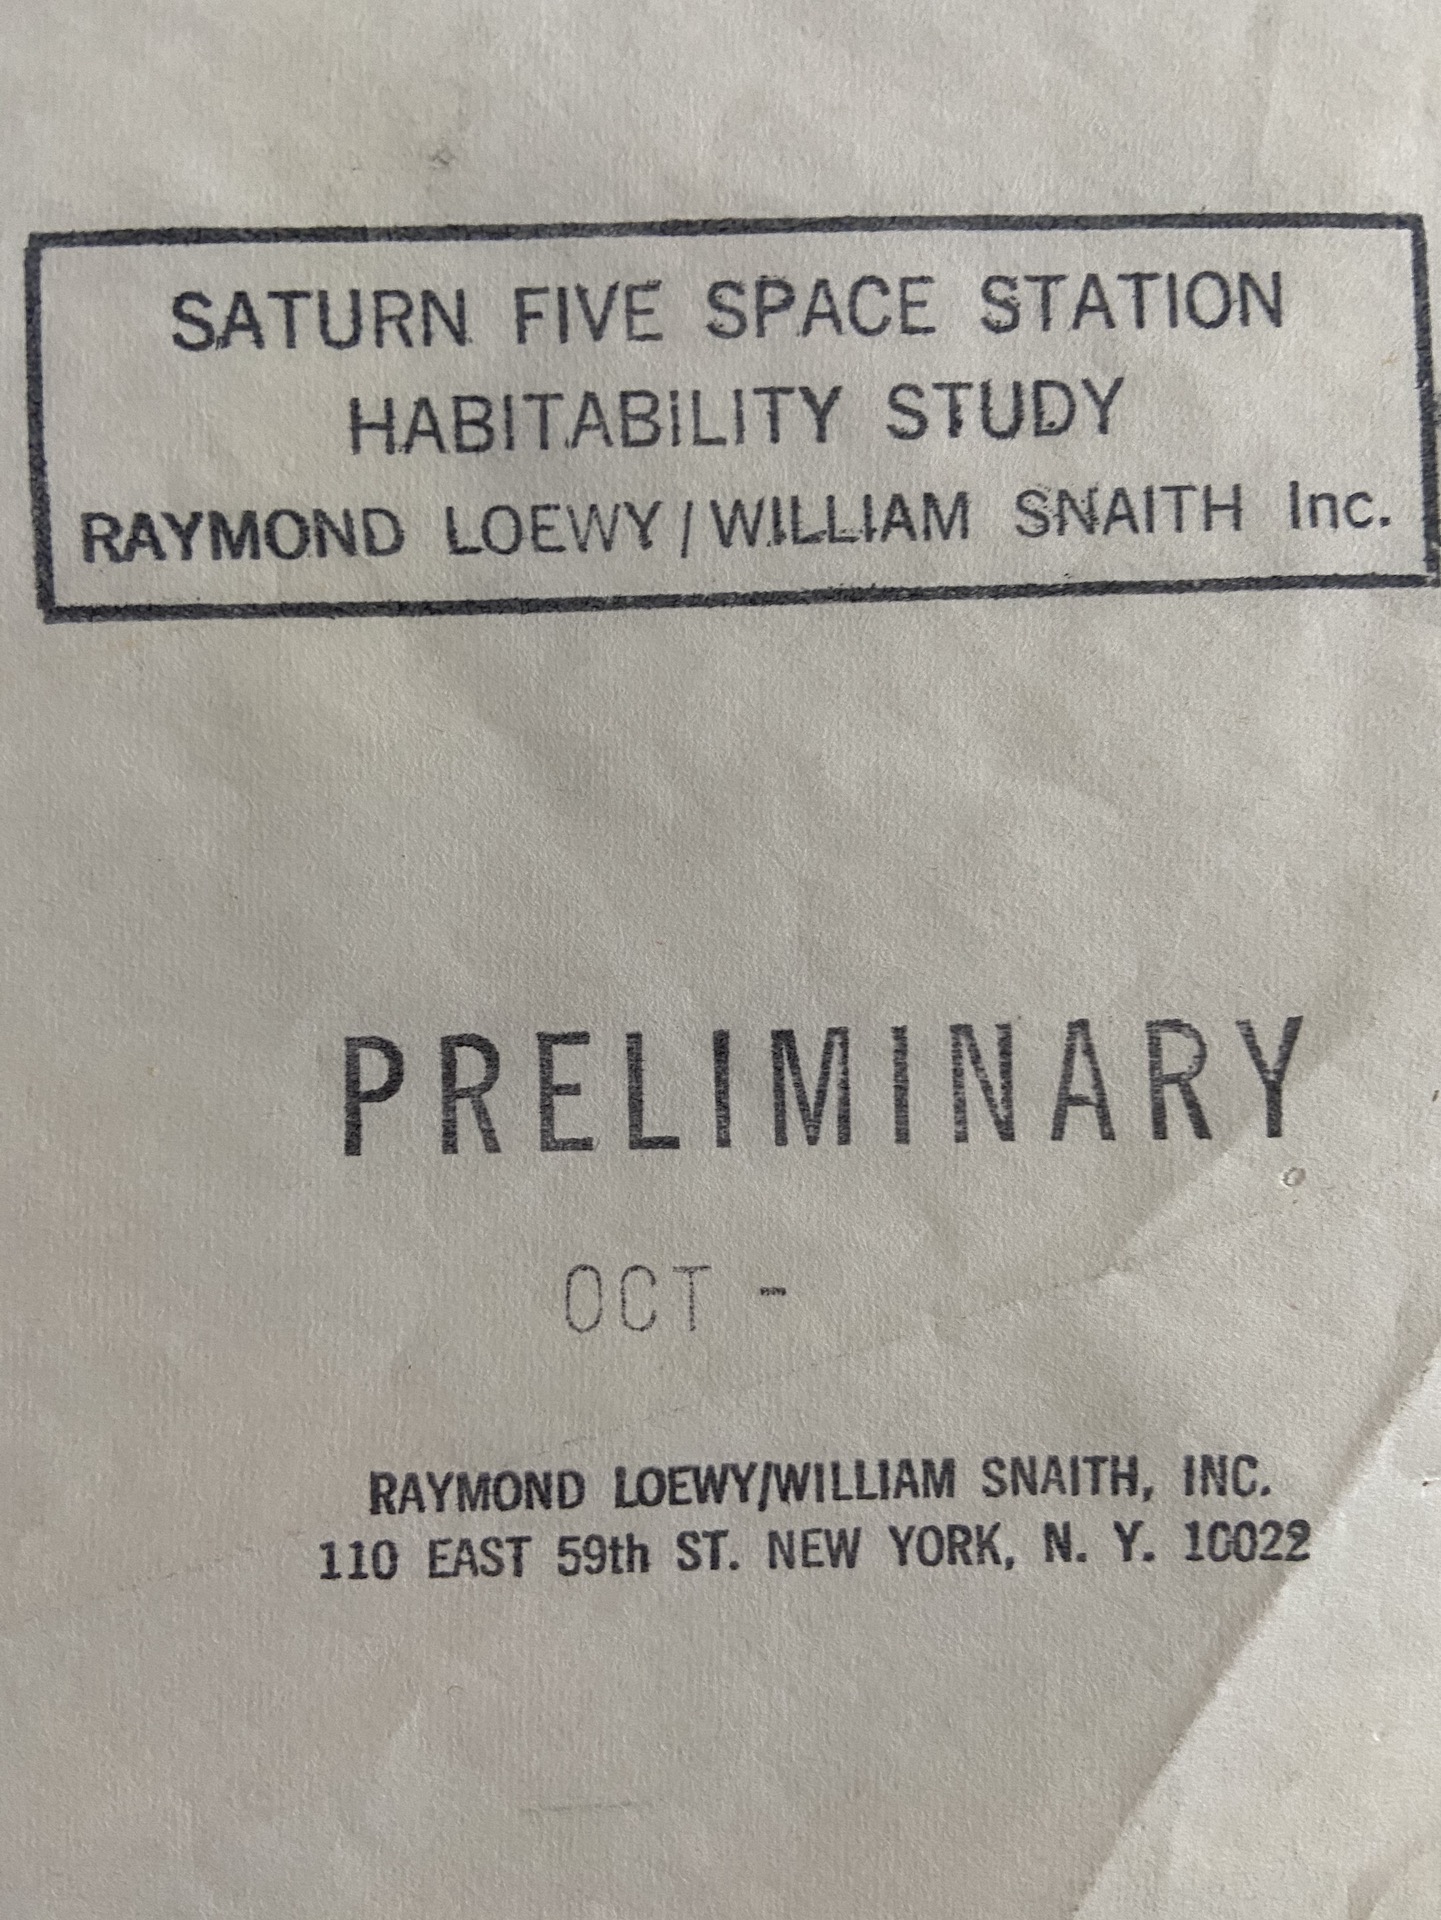 SATURN FIVE SPACE STATION
HABITABILITY STUDY
RAYMOND LOEWY/WILLIAM SNAITH Inc.
PRELIMINARY
OCT -
RAYMOND LOEWY/WILLIAM SNAITH, INC.
110 EAST 59th ST. NEW YORK, N. Y. 10022